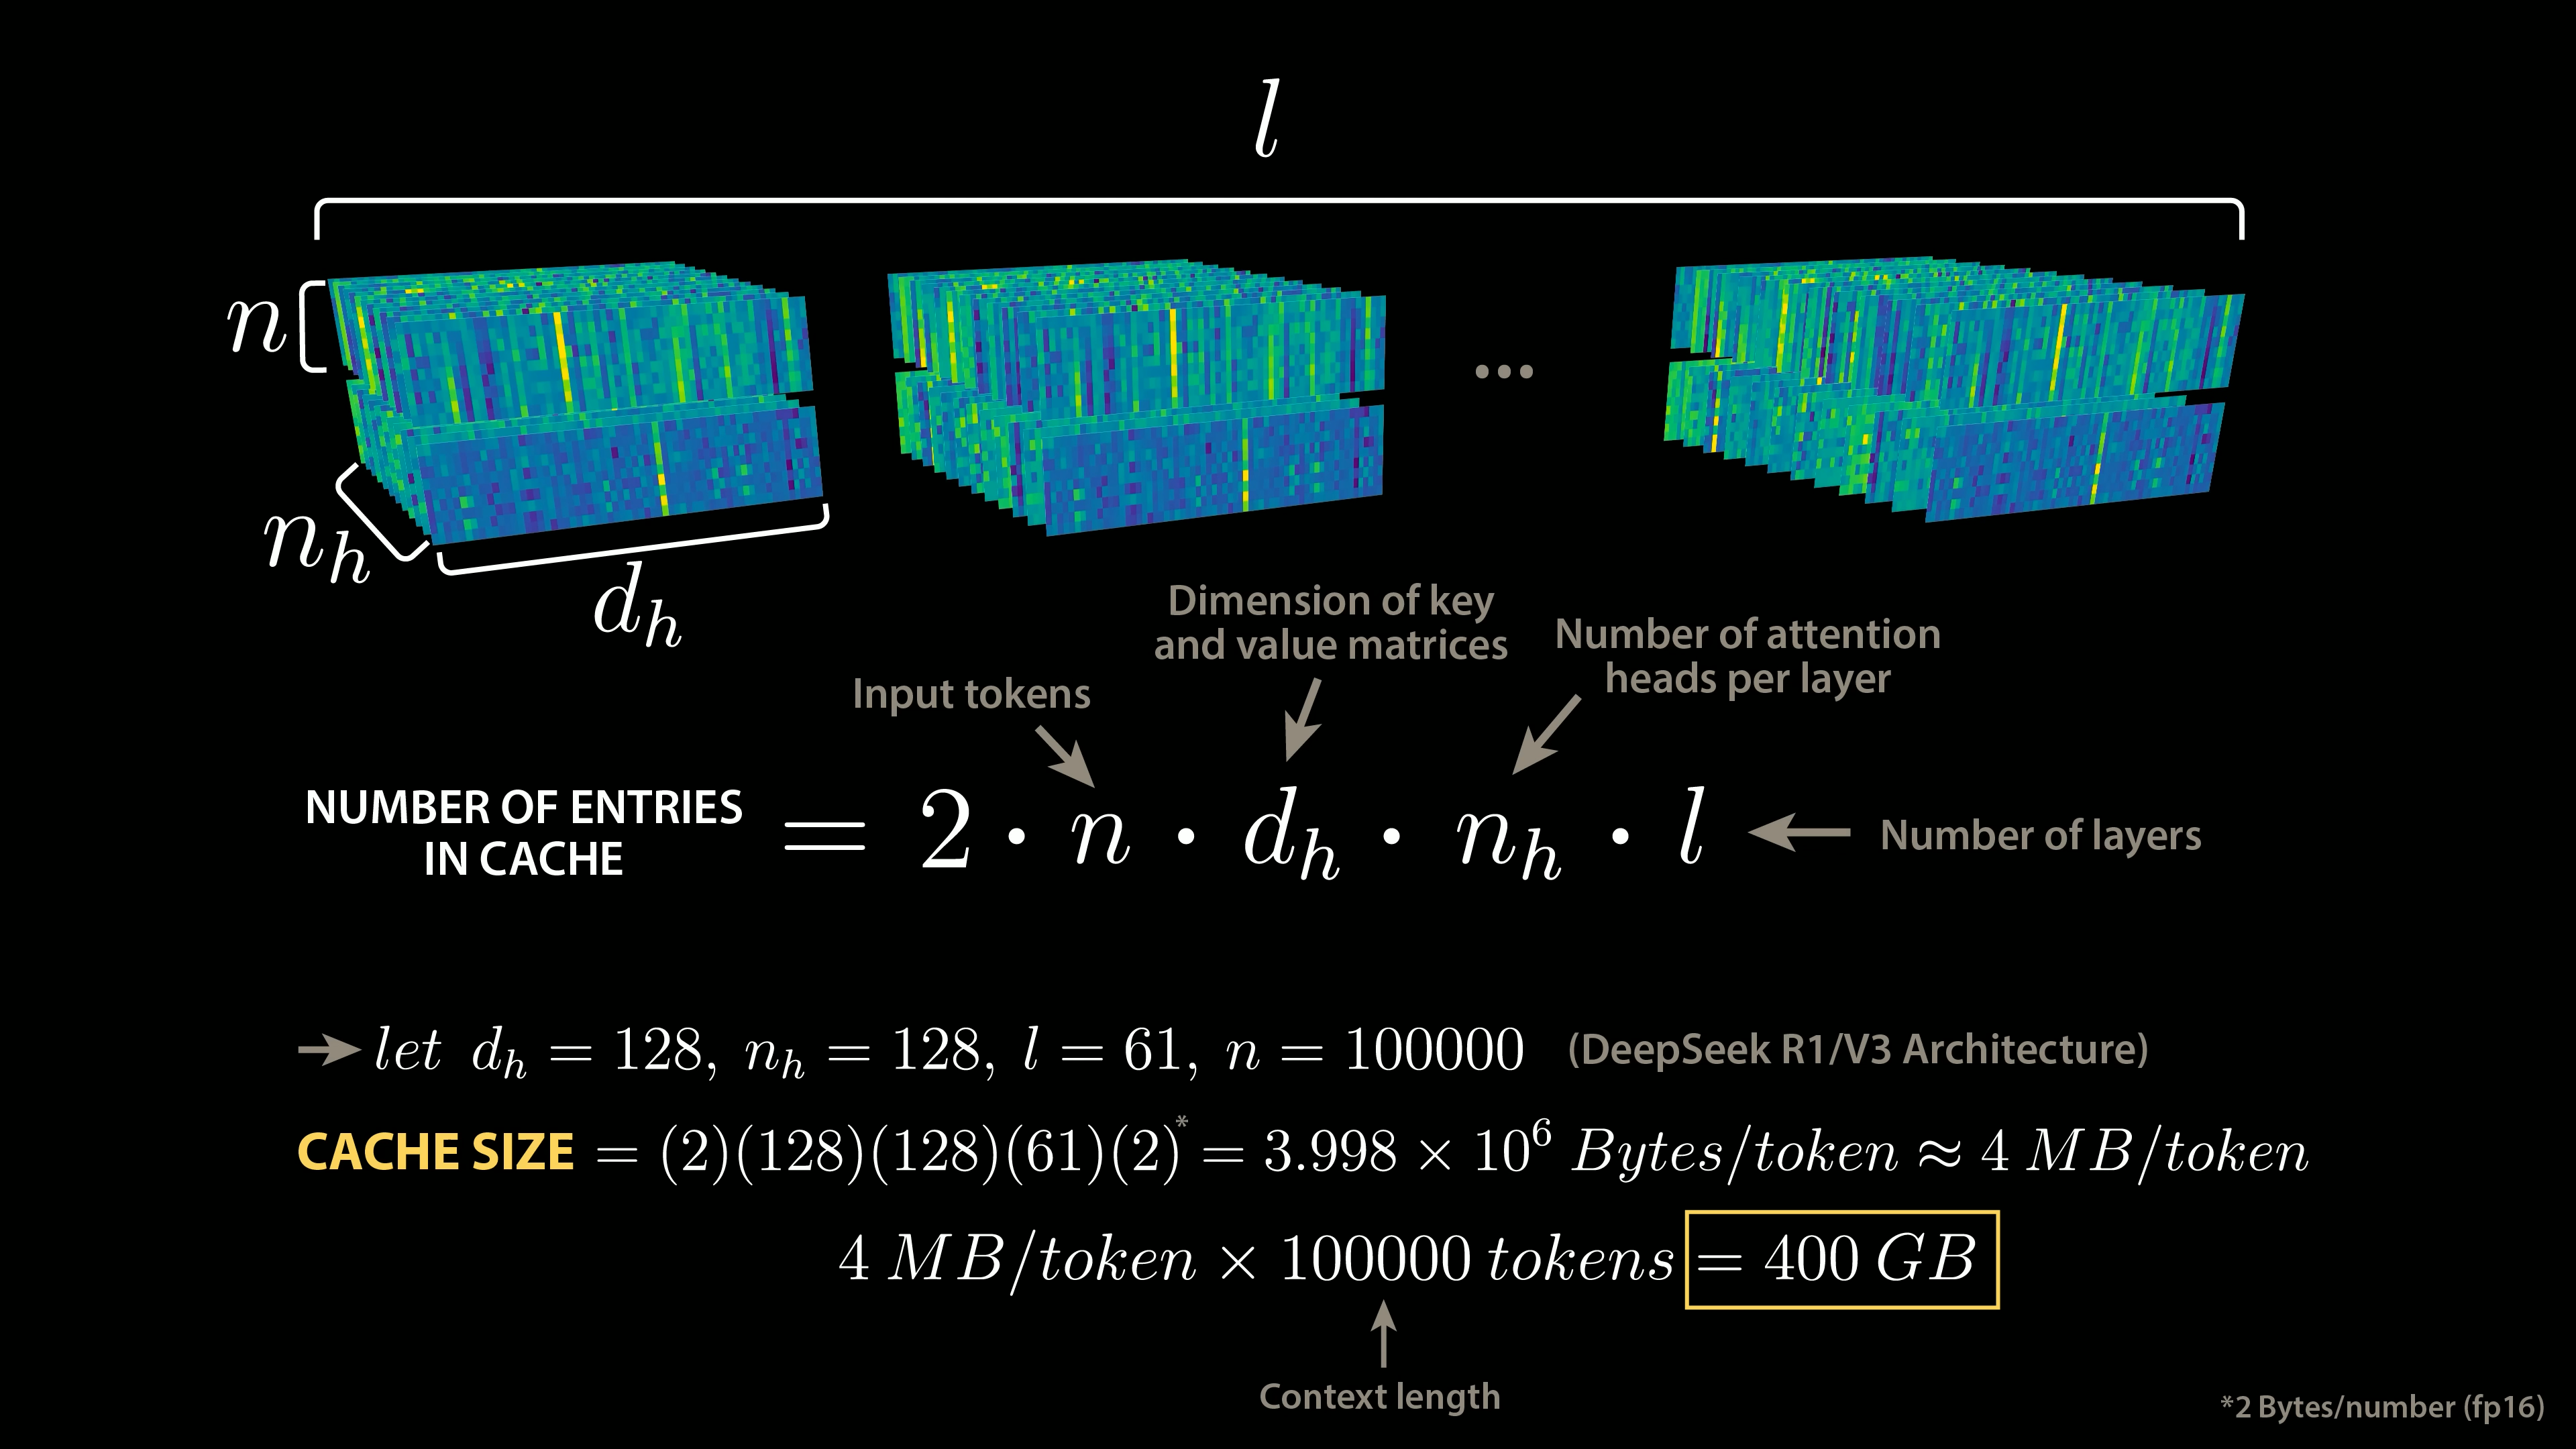 l
n
n_h
d_h
...
Dimension of key
and value matrices
Number of attention
heads per layer
Input tokens
NUMBER OF ENTRIES
IN CACHE
= 2 · n · d_h · n_h · l
Number of layers
let d_h = 128, n_h = 128, l = 61, n = 100000 (DeepSeek R1/V3 Architecture)
CACHE SIZE = (2)(128)(128)(61)(2)* = 3.998 × 10⁶ Bytes/token ≈ 4 MB/token
4 MB/token × 100000 tokens = 400 GB
Context length
*2 Bytes/number (fp16)